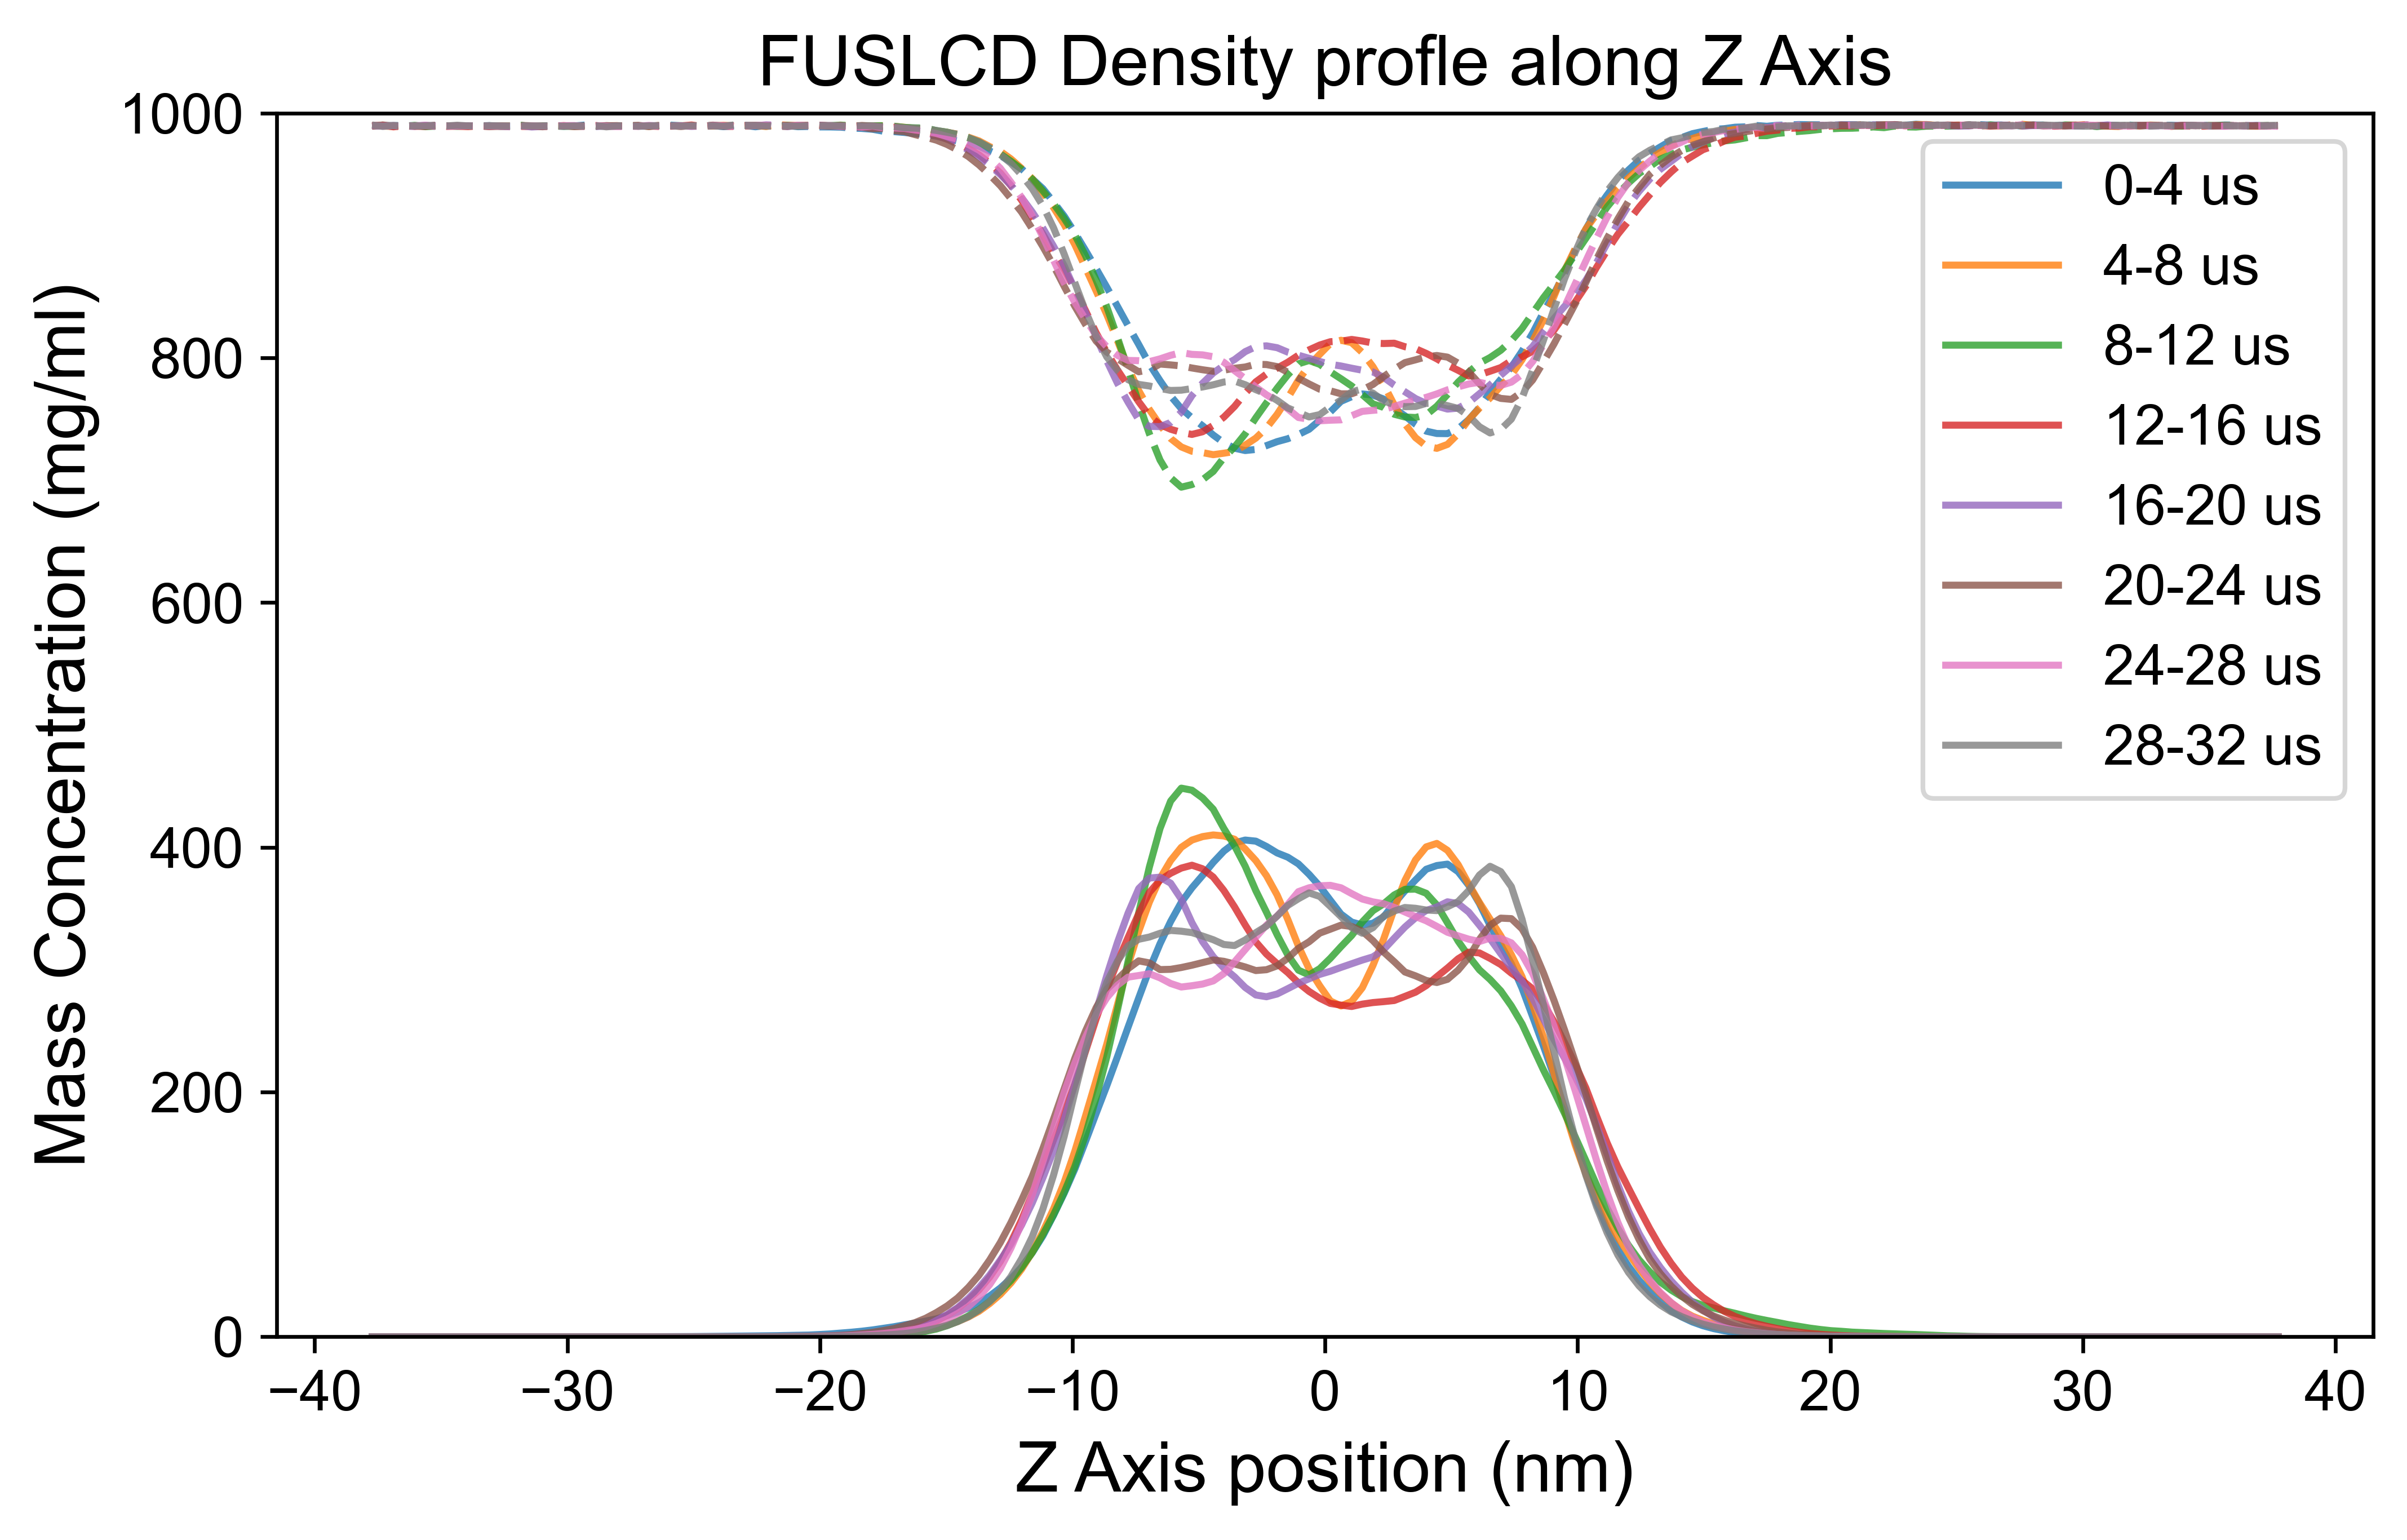 FUSLCD Density profle along Z Axis
Mass Concentration (mg/ml)
1000
800
600
400
200
0
−40 −30 −20 −10 0 10 20 30 40
Z Axis position (nm)
0-4 us
4-8 us
8-12 us
12-16 us
16-20 us
20-24 us
24-28 us
28-32 us